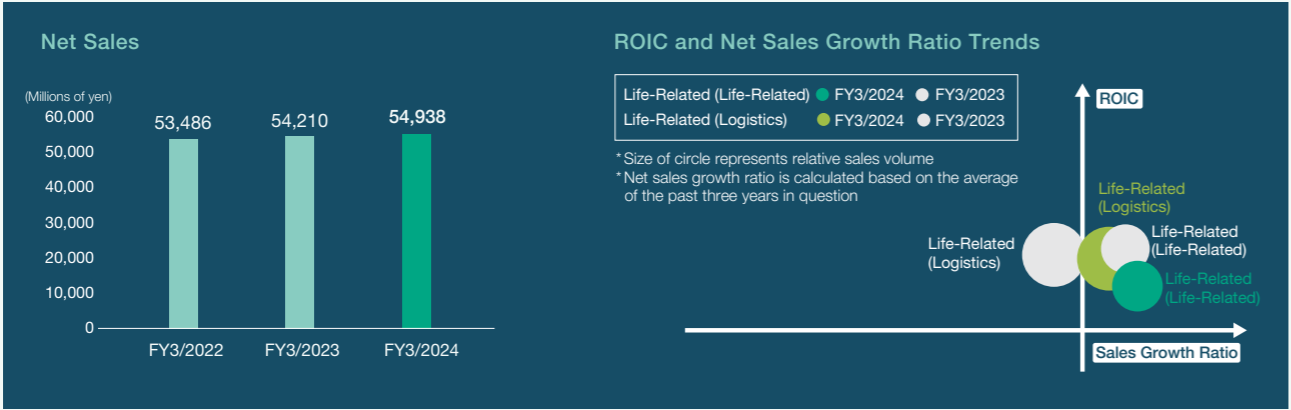 Net Sales
(Millions of yen)
60,000
50,000
40,000
30,000
20,000
10,000
0
53,486
54,210
54,938
FY3/2022
FY3/2023
FY3/2024
ROIC and Net Sales Growth Ratio Trends
Life-Related (Life-Related) FY3/2024 FY3/2023
Life-Related (Logistics) FY3/2024 FY3/2023
* Size of circle represents relative sales volume
* Net sales growth ratio is calculated based on the average
of the past three years in question
ROIC
Life-Related
(Logistics)
Life-Related
(Logistics)
Life-Related
(Life-Related)
Life-Related
(Life-Related)
Sales Growth Ratio